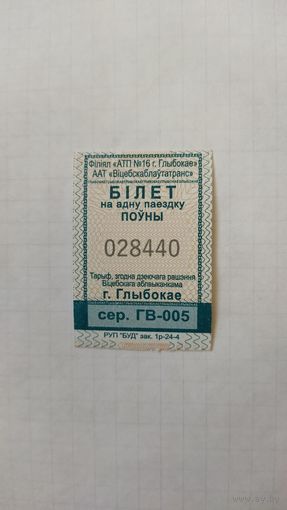 Філіял «АТП №16 г. Глыбокае»
ААТ «Віцебскаблаўтатранс»
БІЛЕТ
на адну паездку
ПОЎНЫ
028440
Тарыф, згодна дзеючага рашэння
Віцебскага аблвыканкама
г. Глыбокае
сер. ГВ-005
РУП "БУД" зак. 1р-24-4